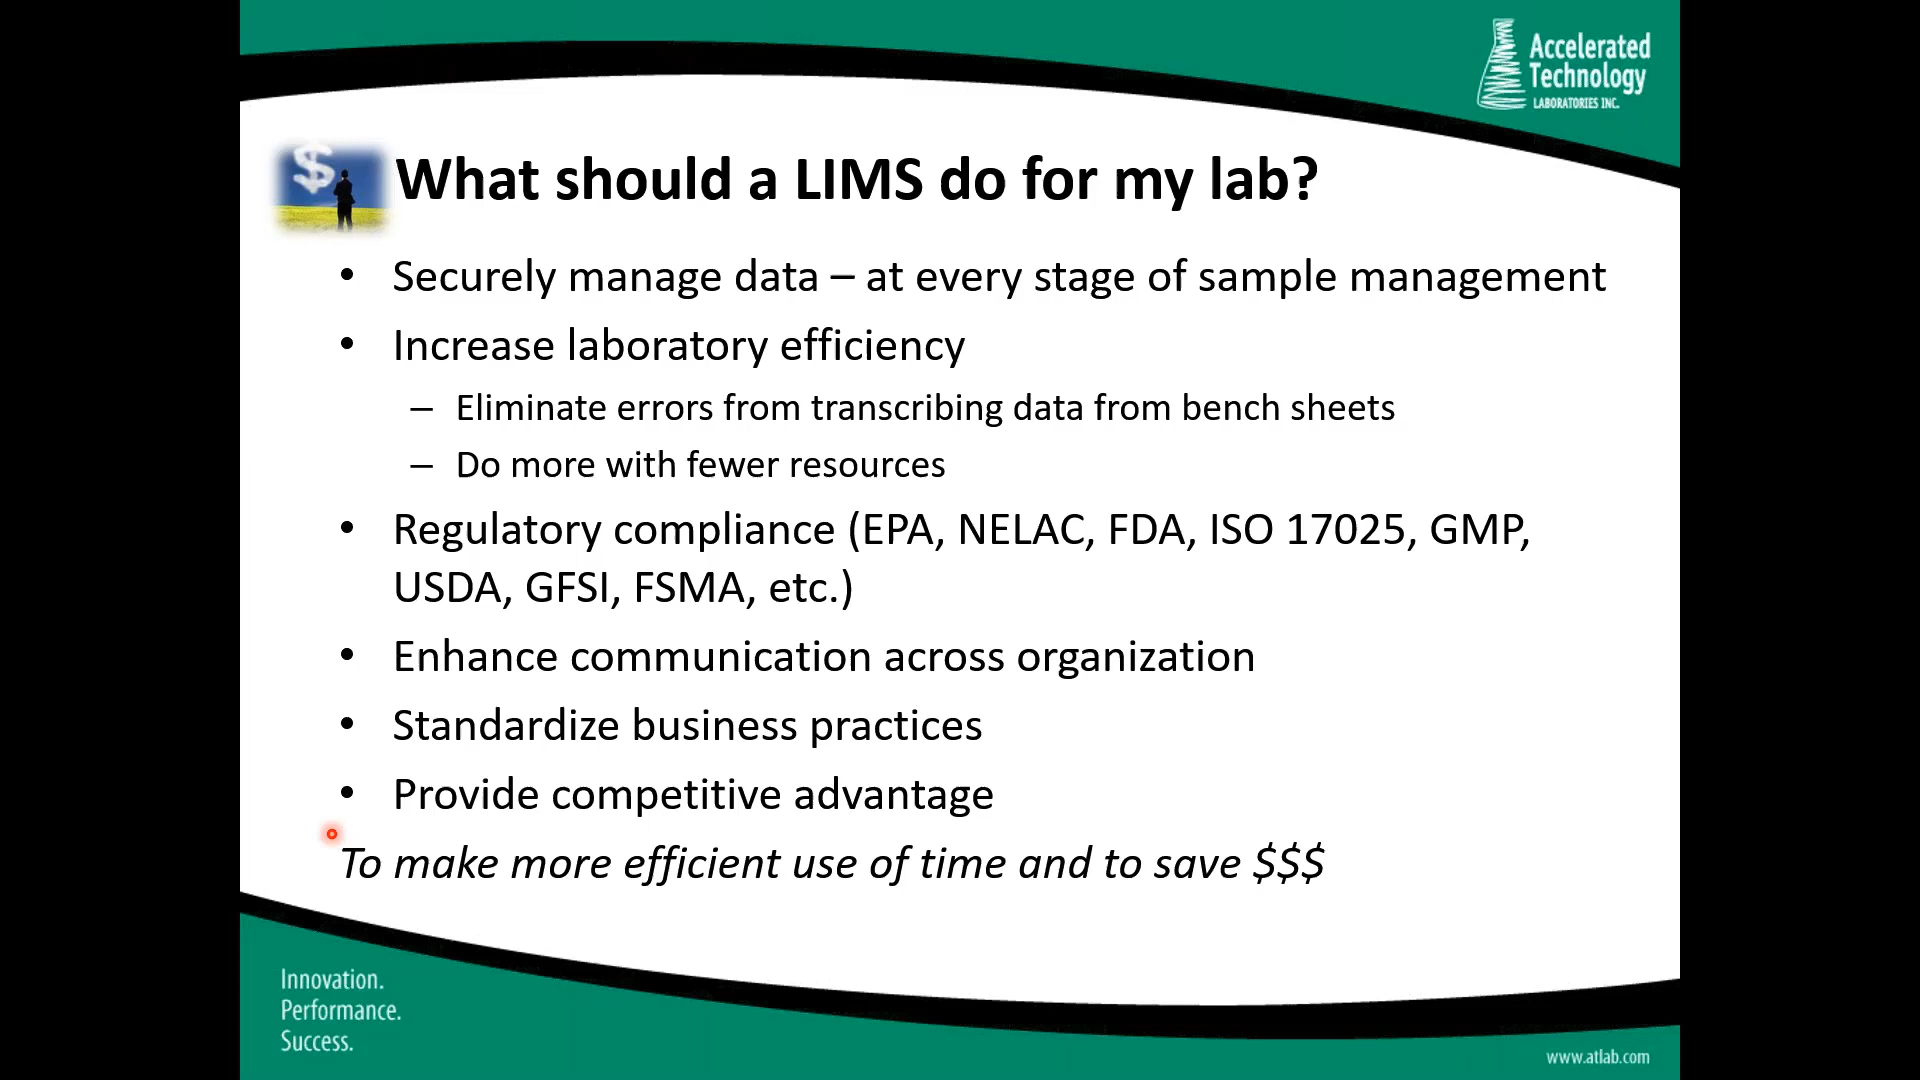 Accelerated
Technology
LABORATORIES INC.
$
What should a LIMS do for my lab?
• Securely manage data – at every stage of sample management
• Increase laboratory efficiency
– Eliminate errors from transcribing data from bench sheets
– Do more with fewer resources
• Regulatory compliance (EPA, NELAC, FDA, ISO 17025, GMP,
USDA, GFSI, FSMA, etc.)
• Enhance communication across organization
• Standardize business practices
• Provide competitive advantage
To make more efficient use of time and to save $$$
Innovation.
Performance.
Success.
www.atlab.com